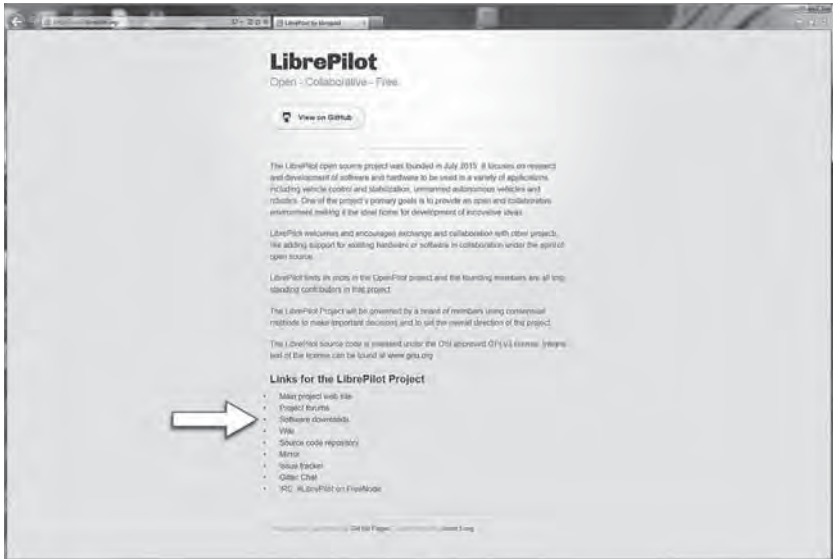 LibrePilot by librepilot
LibrePilot
Open - Collaborative - Free.
View on GitHub
The LibrePilot open source project was founded in July 2015. It focuses on research
and development of software and hardware to be used in a variety of applications
including vehicle control and stabilization, unmanned autonomous vehicles and
robotics. One of the project's primary goals is to provide an open and collaborative
environment making it the ideal home for development of innovative ideas.
LibrePilot welcomes and encourages exchange and collaboration with other projects,
like adding support for existing hardware or software in collaboration under the spirit of
open source.
LibrePilot finds its roots in the OpenPilot project and the founding members are all long
standing contributors in that project.
The LibrePilot Project will be governed by a board of members using consensual
methods to make important decisions and to set the overall direction of the project.
The LibrePilot source code is released under the OSI approved GPLv3 license. Integral
text of the license can be found at www.gnu.org
Links for the LibrePilot Project
• Main project web site
• Project forums
• Software downloads
• Wiki
• Source code repository
• Mirror
• Issue tracker
• Gitter Chat
• IRC: #LibrePilot on FreeNode
GitHub Pages